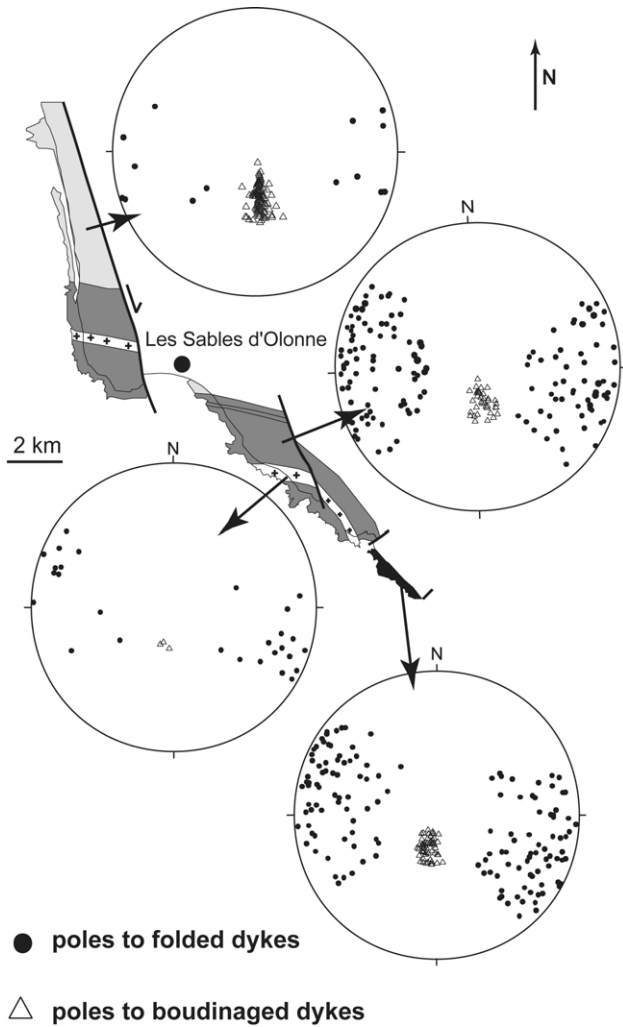 N
N
Les Sables d'Olonne
2 km
N
N
poles to folded dykes
poles to boudinaged dykes